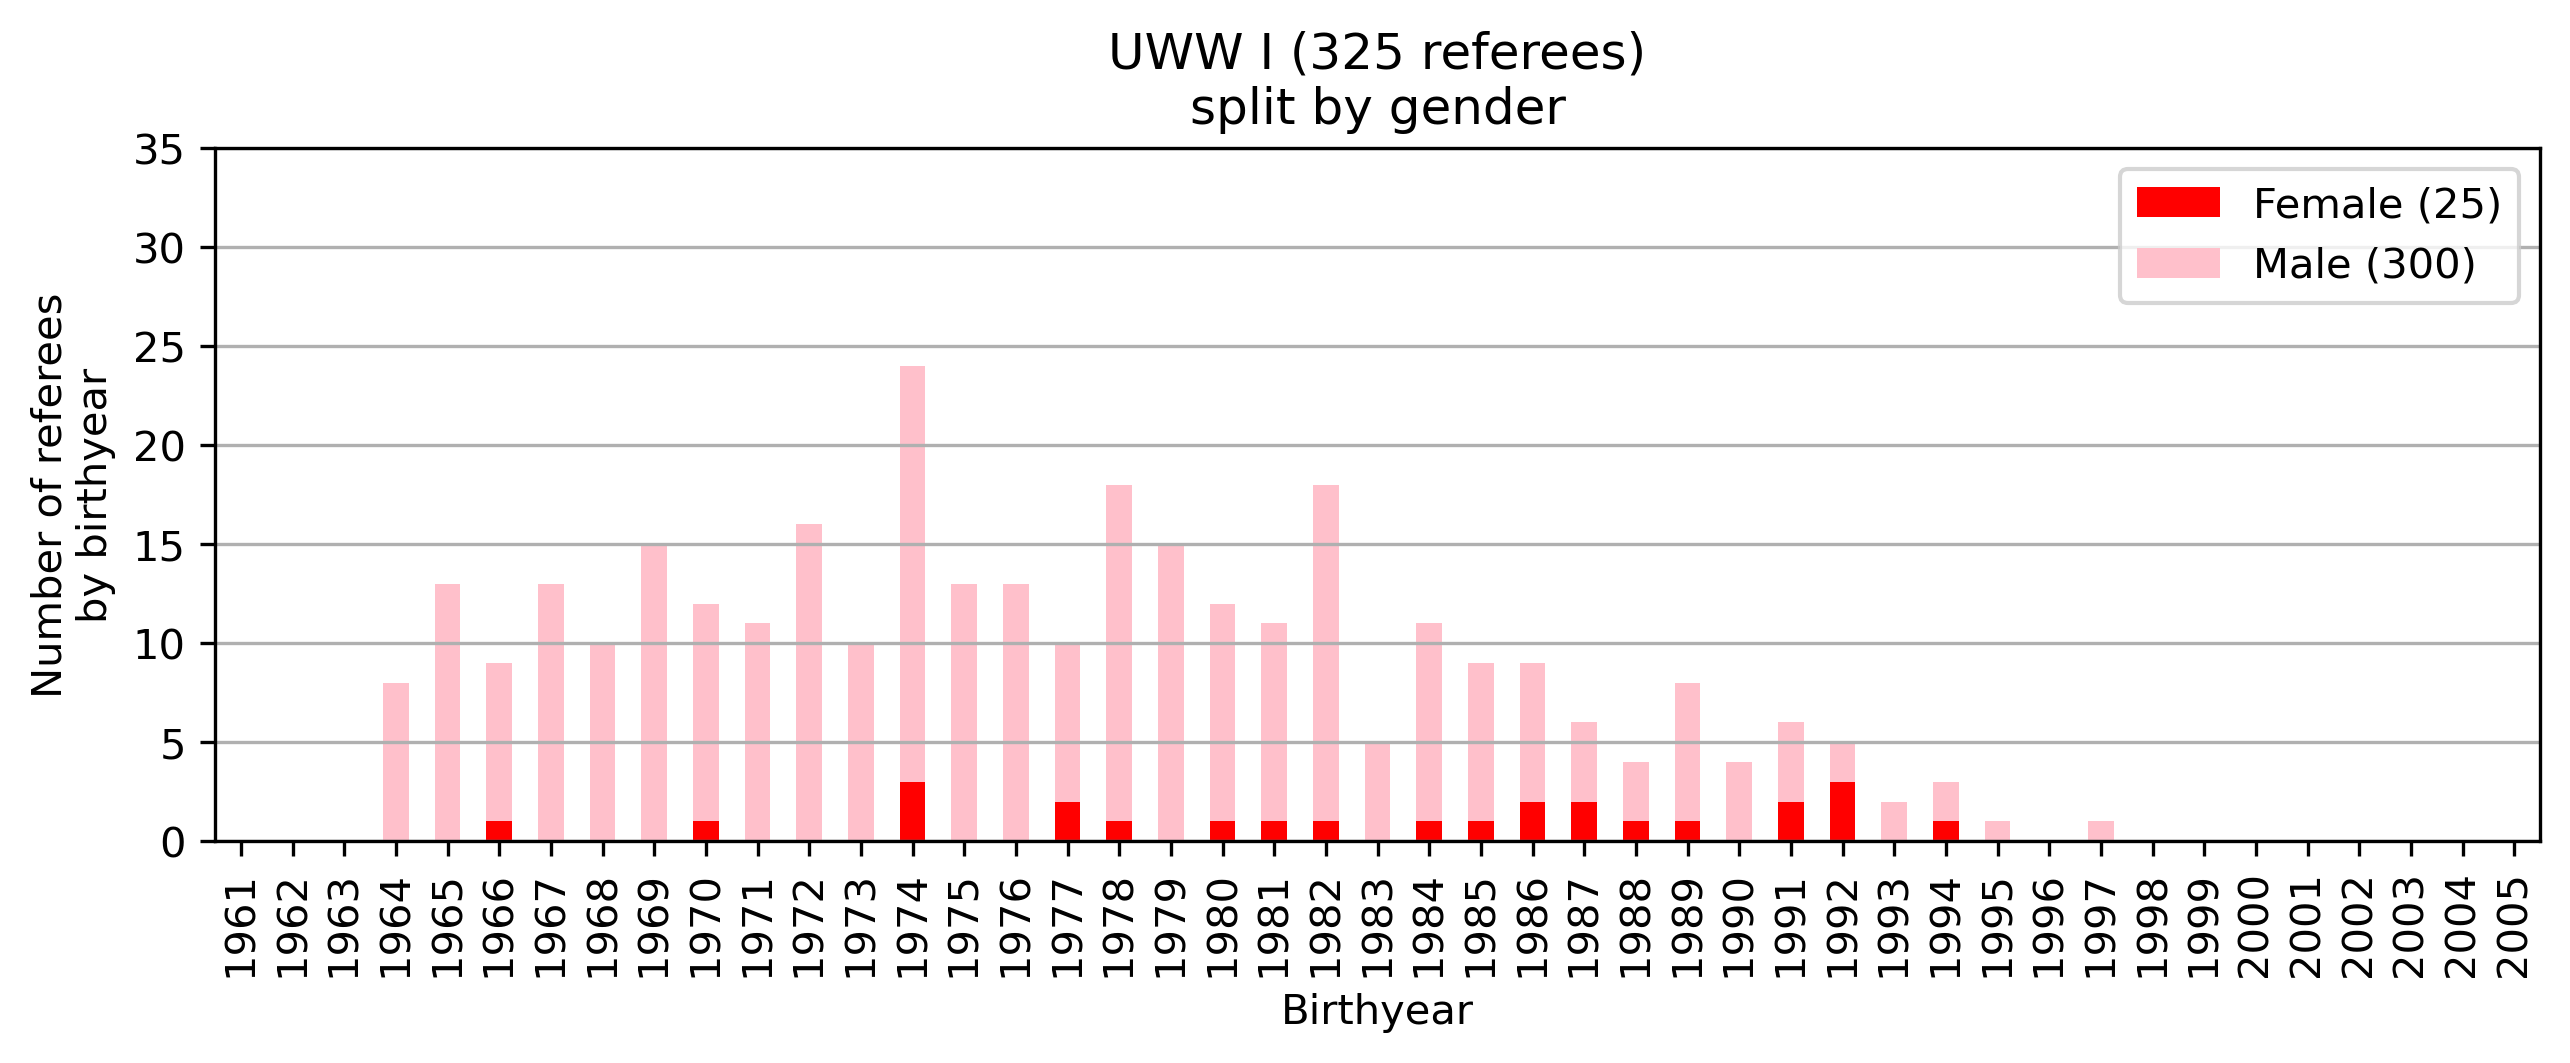 UWW I (325 referees)
split by gender
Number of referees
by birthyear
35
30
25
20
15
10
5
0
Female (25)
Male (300)
1961 1962 1963 1964 1965 1966 1967 1968 1969 1970 1971 1972 1973 1974 1975 1976 1977 1978 1979 1980 1981 1982 1983 1984 1985 1986 1987 1988 1989 1990 1991 1992 1993 1994 1995 1996 1997 1998 1999 2000 2001 2002 2003 2004 2005
Birthyear